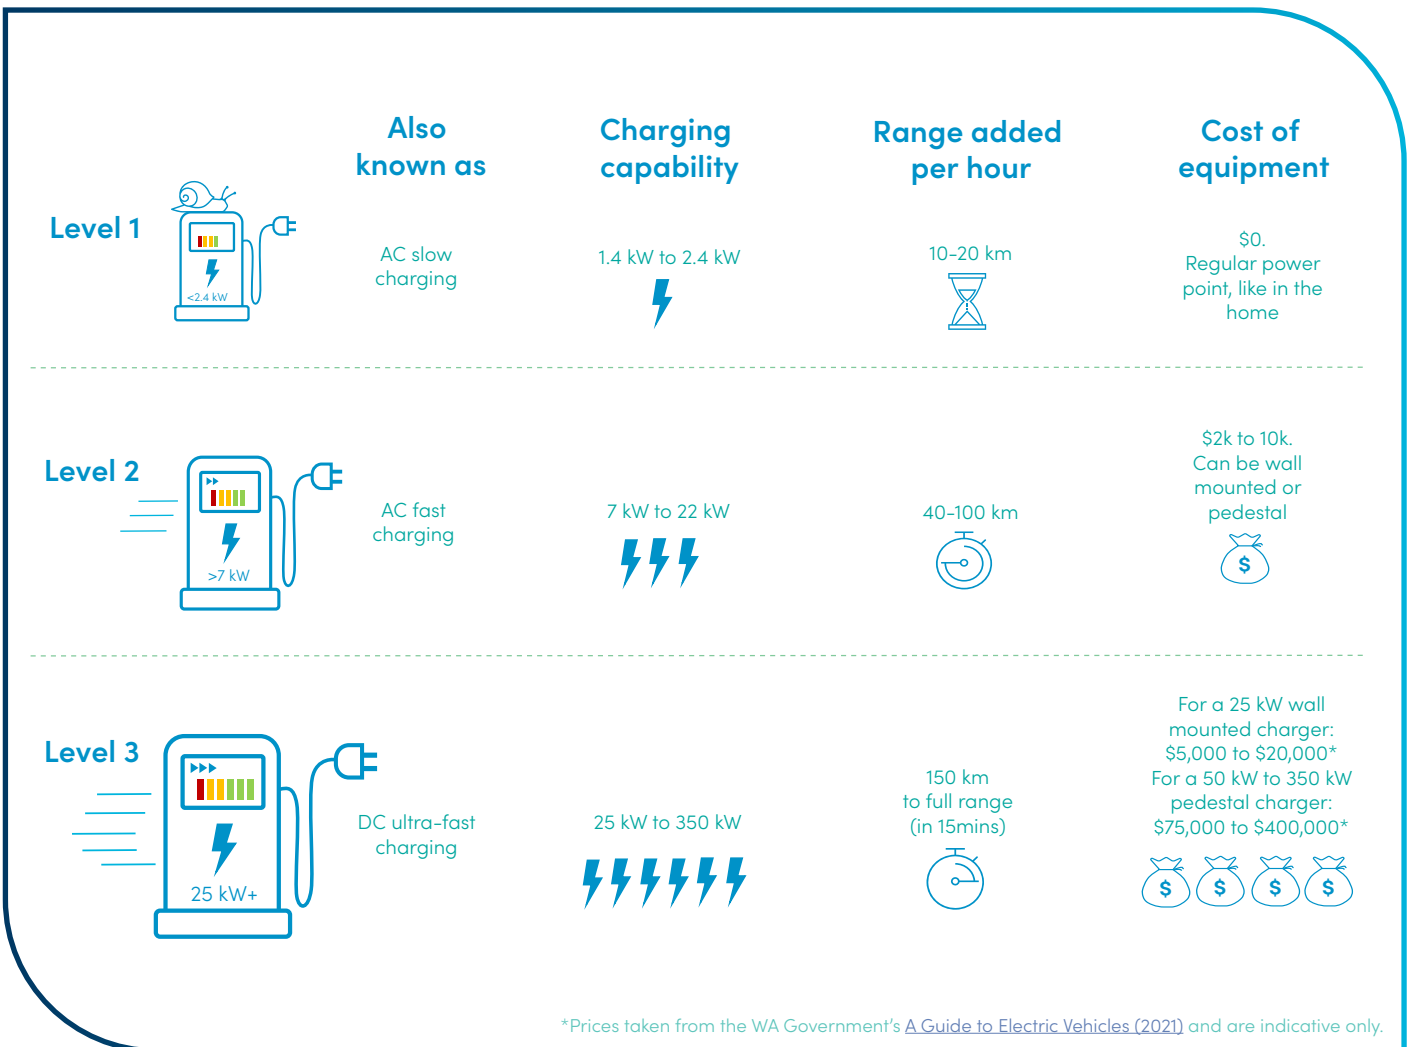 Also
known as
Charging
capability
Range added
per hour
Cost of
equipment
Level 1
<2.4 kW
AC slow
charging
1.4 kW to 2.4 kW
10-20 km
$0.
Regular power
point, like in the
home
Level 2
>7 kW
AC fast
charging
7 kW to 22 kW
40-100 km
$2k to 10k.
Can be wall
mounted or
pedestal
$
Level 3
25 kW+
DC ultra-fast
charging
25 kW to 350 kW
150 km
to full range
(in 15mins)
For a 25 kW wall
mounted charger:
$5,000 to $20,000*
For a 50 kW to 350 kW
pedestal charger:
$75,000 to $400,000*
$ $ $ $
*Prices taken from the WA Government's A Guide to Electric Vehicles (2021) and are indicative only.